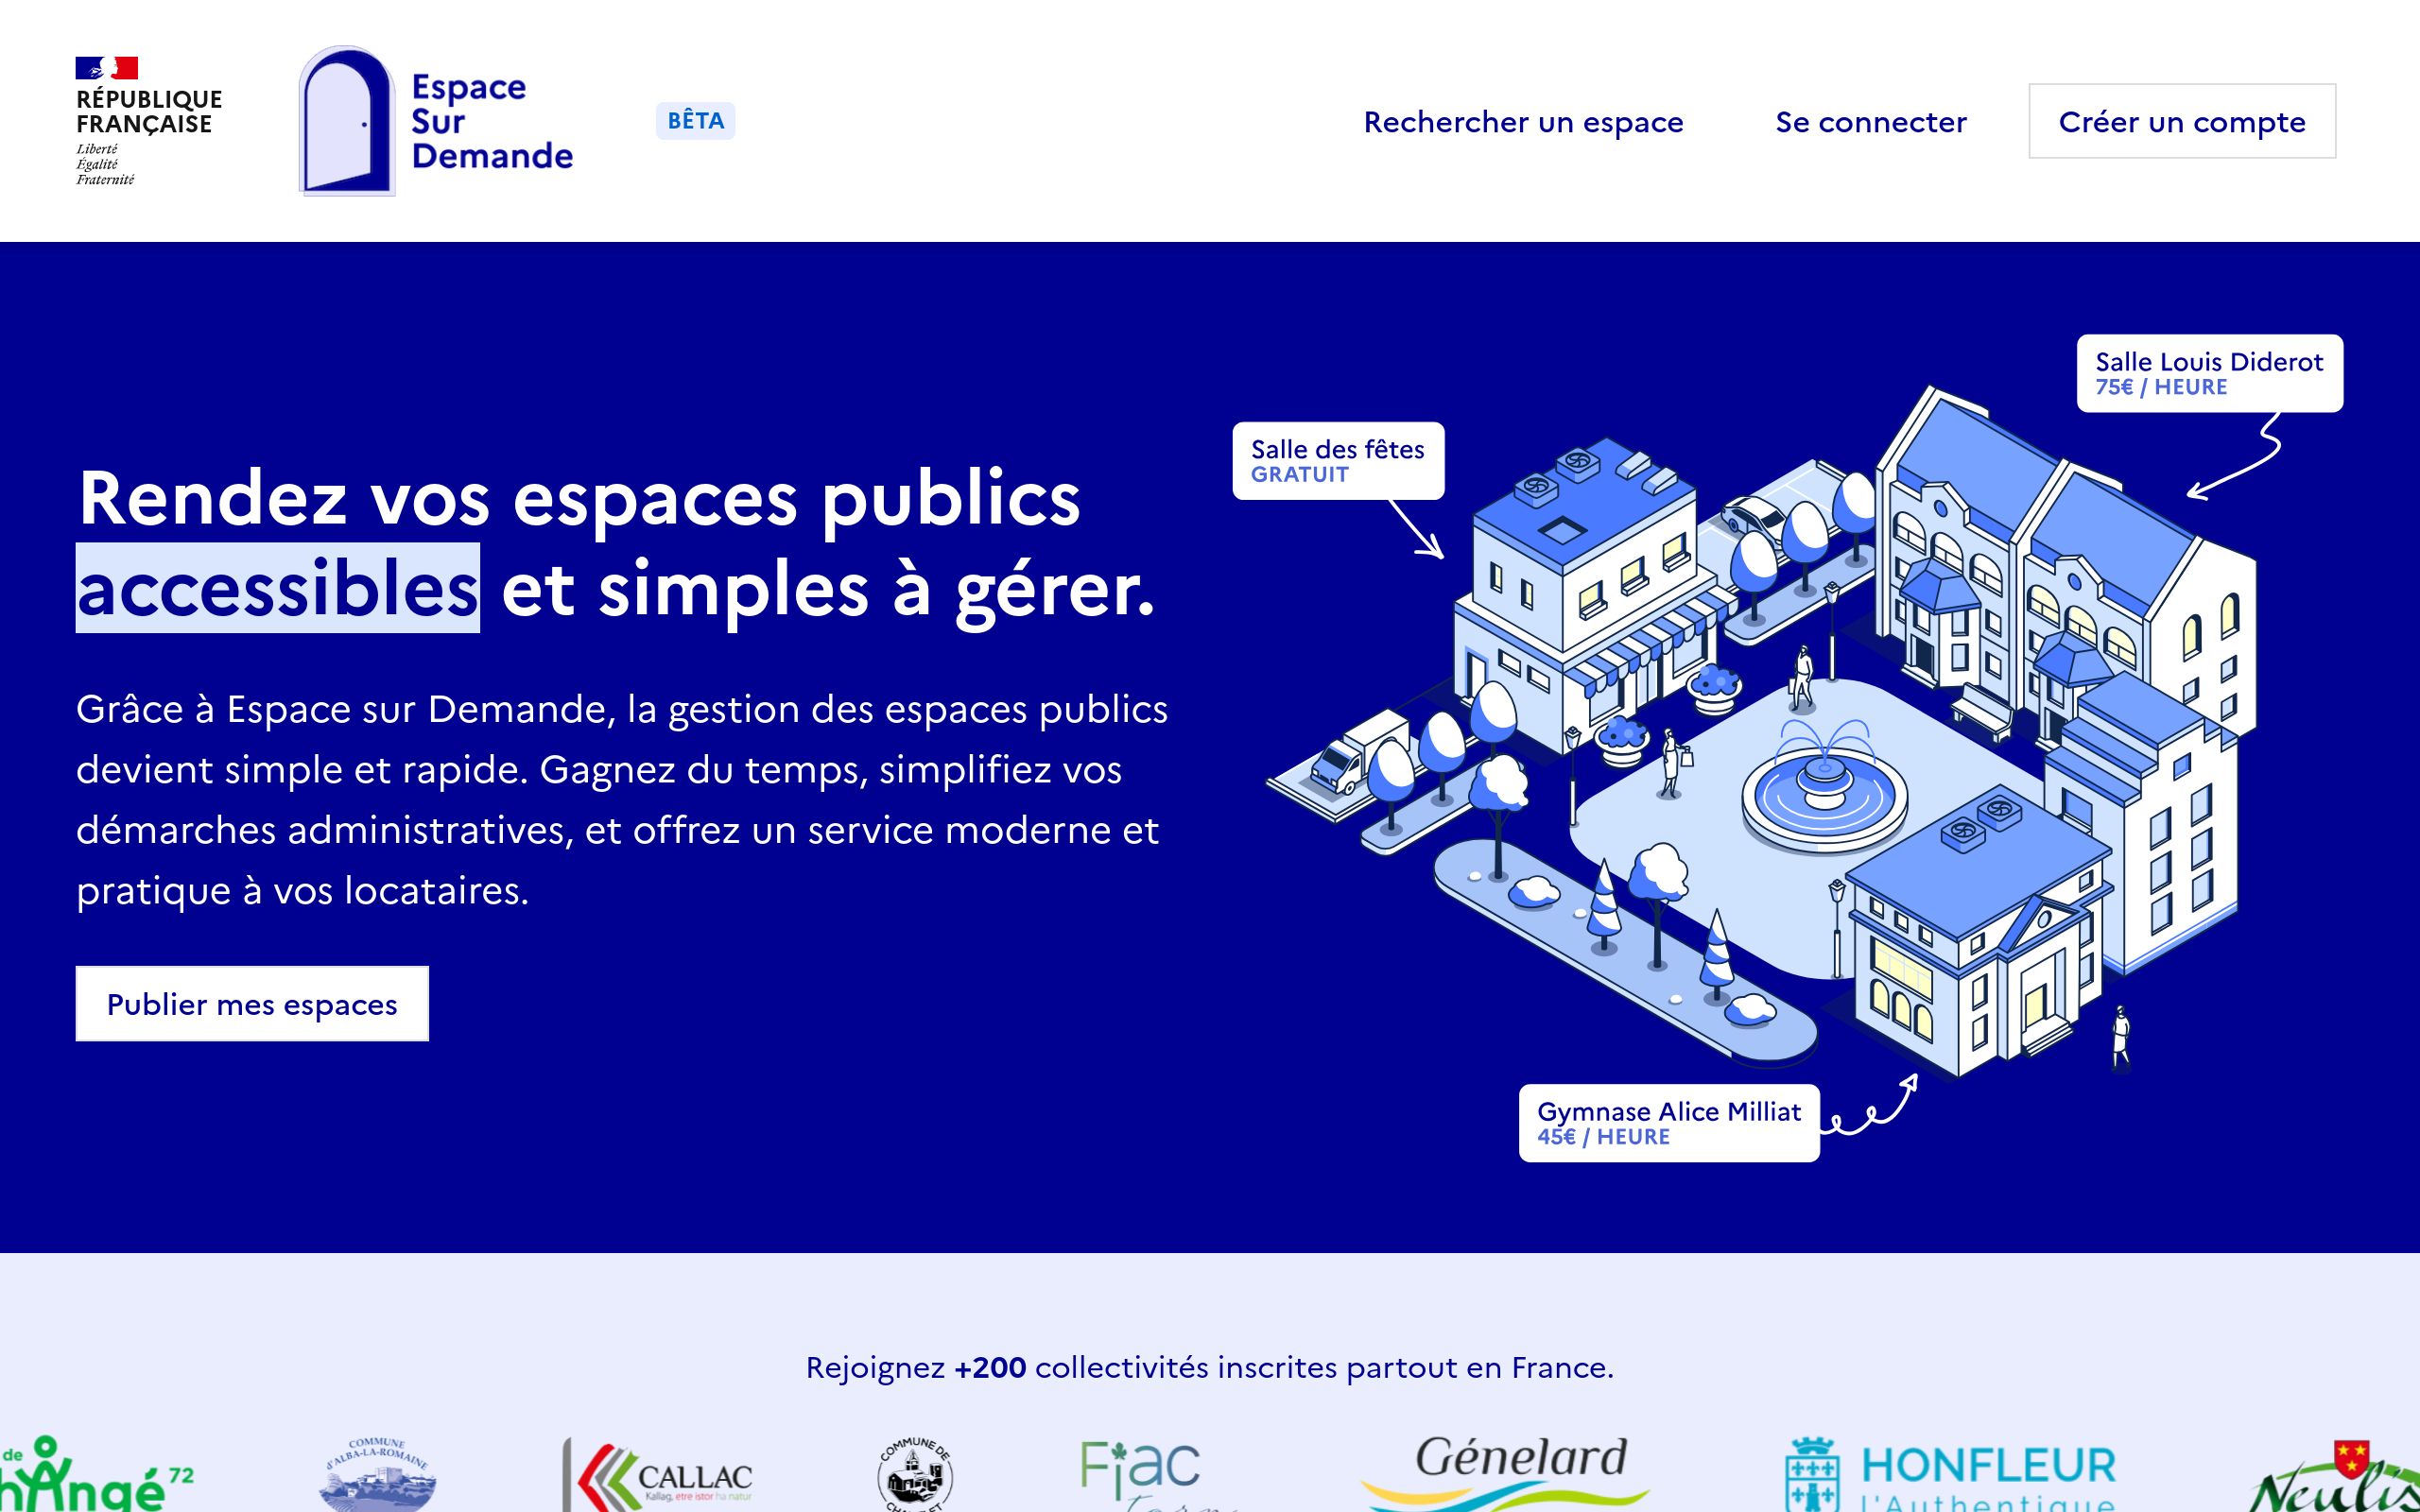 RÉPUBLIQUE
FRANÇAISE
Liberté
Égalité
Fraternité
Espace
Sur
Demande
BÊTA
Rechercher un espace
Se connecter
Créer un compte
Rendez vos espaces publics
accessibles et simples à gérer.
Grâce à Espace sur Demande, la gestion des espaces publics
devient simple et rapide. Gagnez du temps, simplifiez vos
démarches administratives, et offrez un service moderne et
pratique à vos locataires.
Publier mes espaces
Salle des fêtes
GRATUIT
Salle Louis Diderot
75€ / HEURE
Gymnase Alice Milliat
45€ / HEURE
Rejoignez +200 collectivités inscrites partout en France.
de
72
COMMUNE
d'ALBA-LA-ROMAINE
CALLAC
Kallag, etre istor ha natur
COMMUNE DE
Fiac
Génelard
HONFLEUR
l'Authentique